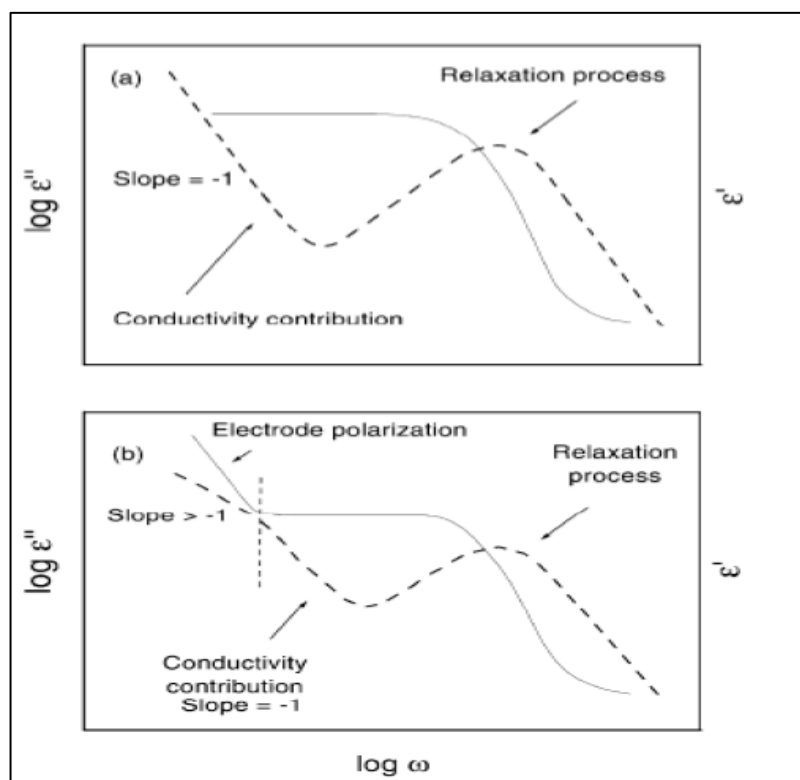 (a)
Relaxation process
Slope = -1
log ε"
ε'
Conductivity contribution
(b)
Electrode polarization
Relaxation
process
Slope > -1
log ε"
ε'
Conductivity
contribution
Slope = -1
log ω